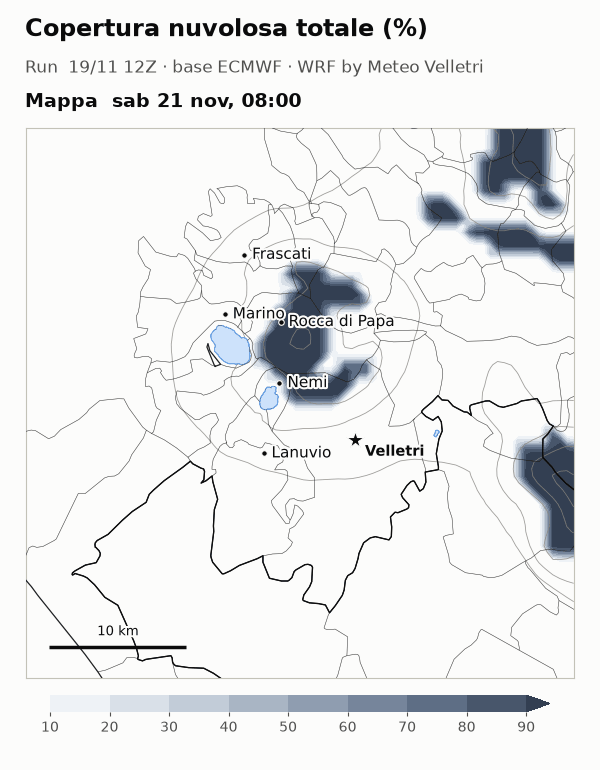 Copertura nuvolosa totale (%)
Run  19/11 12Z · base ECMWF · WRF by Meteo Velletri
Mappa  sab 21 nov, 08:00
Frascati
Marino
Rocca di Papa
Nemi
Velletri
Lanuvio
10 km
10 20 30 40 50 60 70 80 90